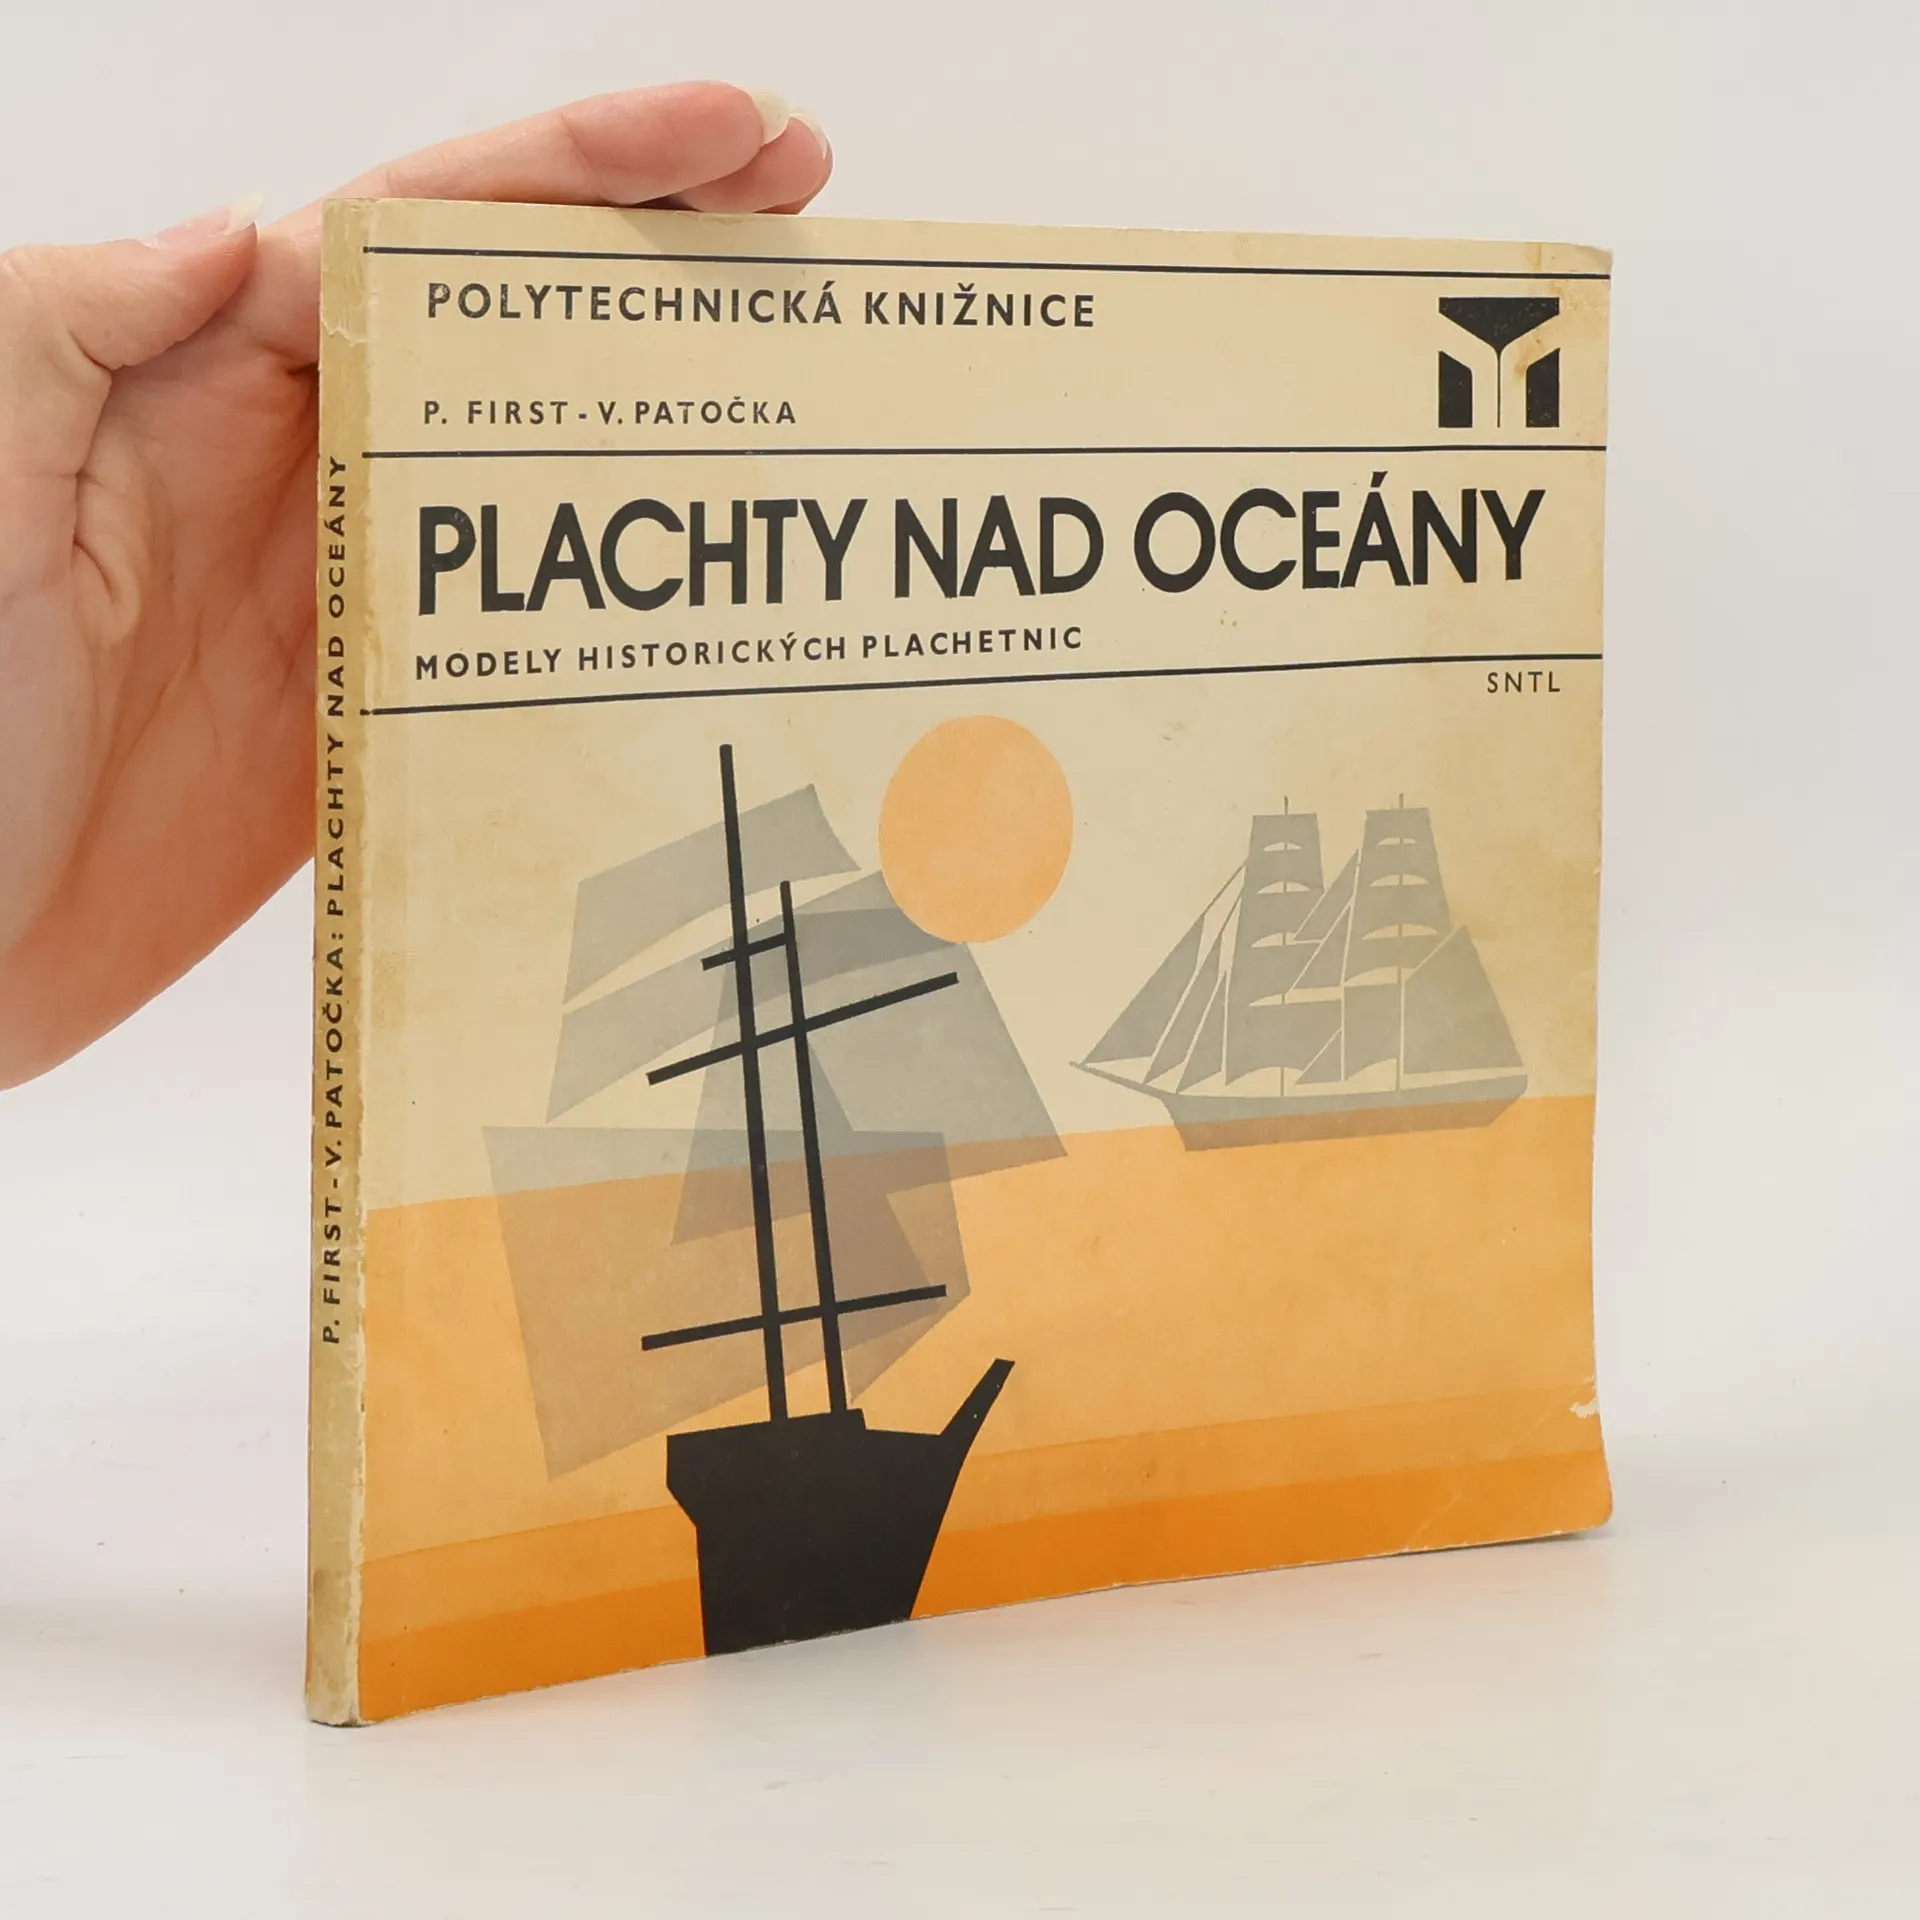 POLYTECHNICKÁ KNIŽNICE
P. FIRST - V. PATOČKA
PLACHTY NAD OCEÁNY
MODELY HISTORICKÝCH PLACHETNIC
SNTL
P. FIRST - V. PATOČKA: PLACHTY NAD OCEÁNY